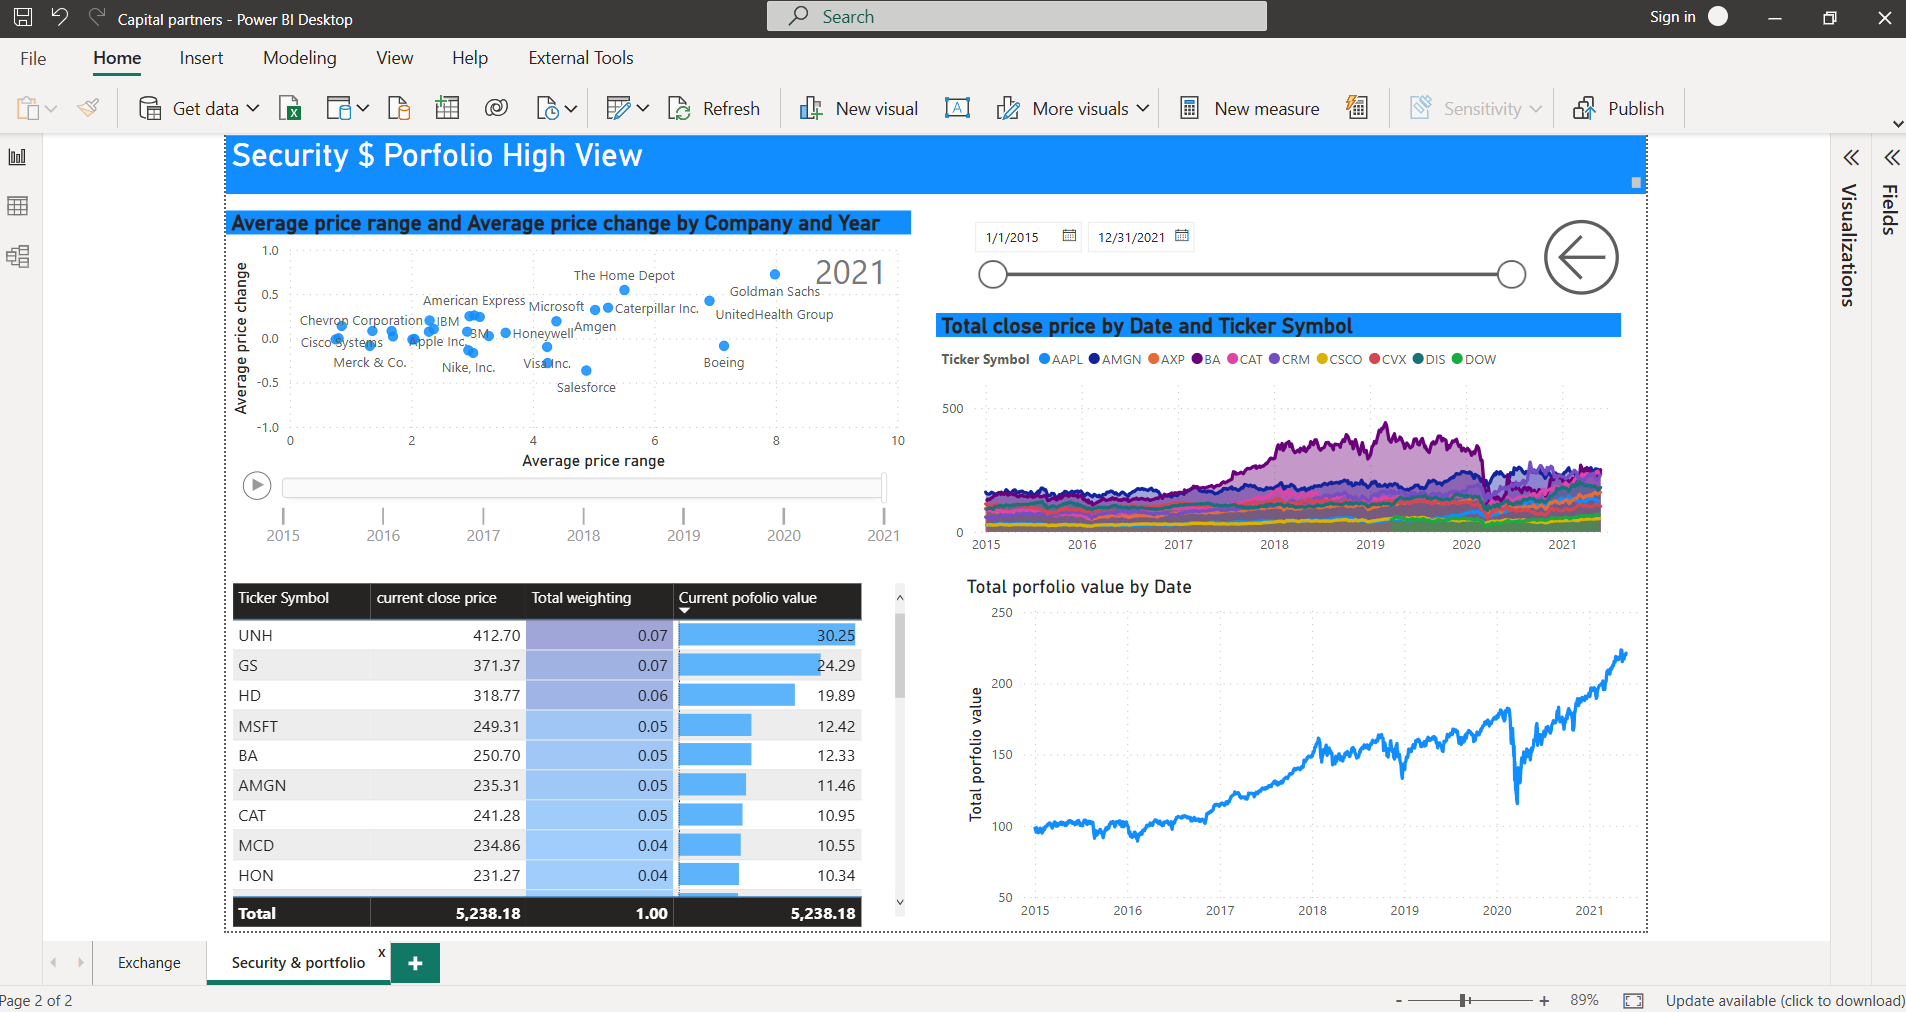 Capital partners - Power BI Desktop
Search
Sign in
File Home Insert Modeling View Help External Tools
Get data Refresh New visual More visuals New measure Sensitivity Publish
Security $ Porfolio High View
Average price range and Average price change by Company and Year
2021
Average price change
1.0
0.5
0.0
-0.5
-1.0
The Home Depot
Goldman Sachs
American Express
Microsoft
Caterpillar Inc.
UnitedHealth Group
Chevron Corporation
IBM
Amgen
3M
Honeywell
Cisco Systems
Apple Inc.
Merck & Co.
Nike, Inc.
Visa Inc.
Boeing
Salesforce
0 2 4 6 8 10
Average price range
2015 2016 2017 2018 2019 2020 2021
1/1/2015 12/31/2021
Total close price by Date and Ticker Symbol
Ticker Symbol AAPL AMGN AXP BA CAT CRM CSCO CVX DIS DOW
500
0
2015 2016 2017 2018 2019 2020 2021
Ticker Symbol current close price Total weighting Current pofolio value
UNH 412.70 0.07 30.25
GS 371.37 0.07 24.29
HD 318.77 0.06 19.89
MSFT 249.31 0.05 12.42
BA 250.70 0.05 12.33
AMGN 235.31 0.05 11.46
CAT 241.28 0.05 10.95
MCD 234.86 0.04 10.55
HON 231.27 0.04 10.34
Total 5,238.18 1.00 5,238.18
Total porfolio value by Date
Total porfolio value
250
200
150
100
50
2015 2016 2017 2018 2019 2020 2021
Visualizations
Fields
Exchange
Security & portfolio x
+
Page 2 of 2
- + 89%
Update available (click to download)